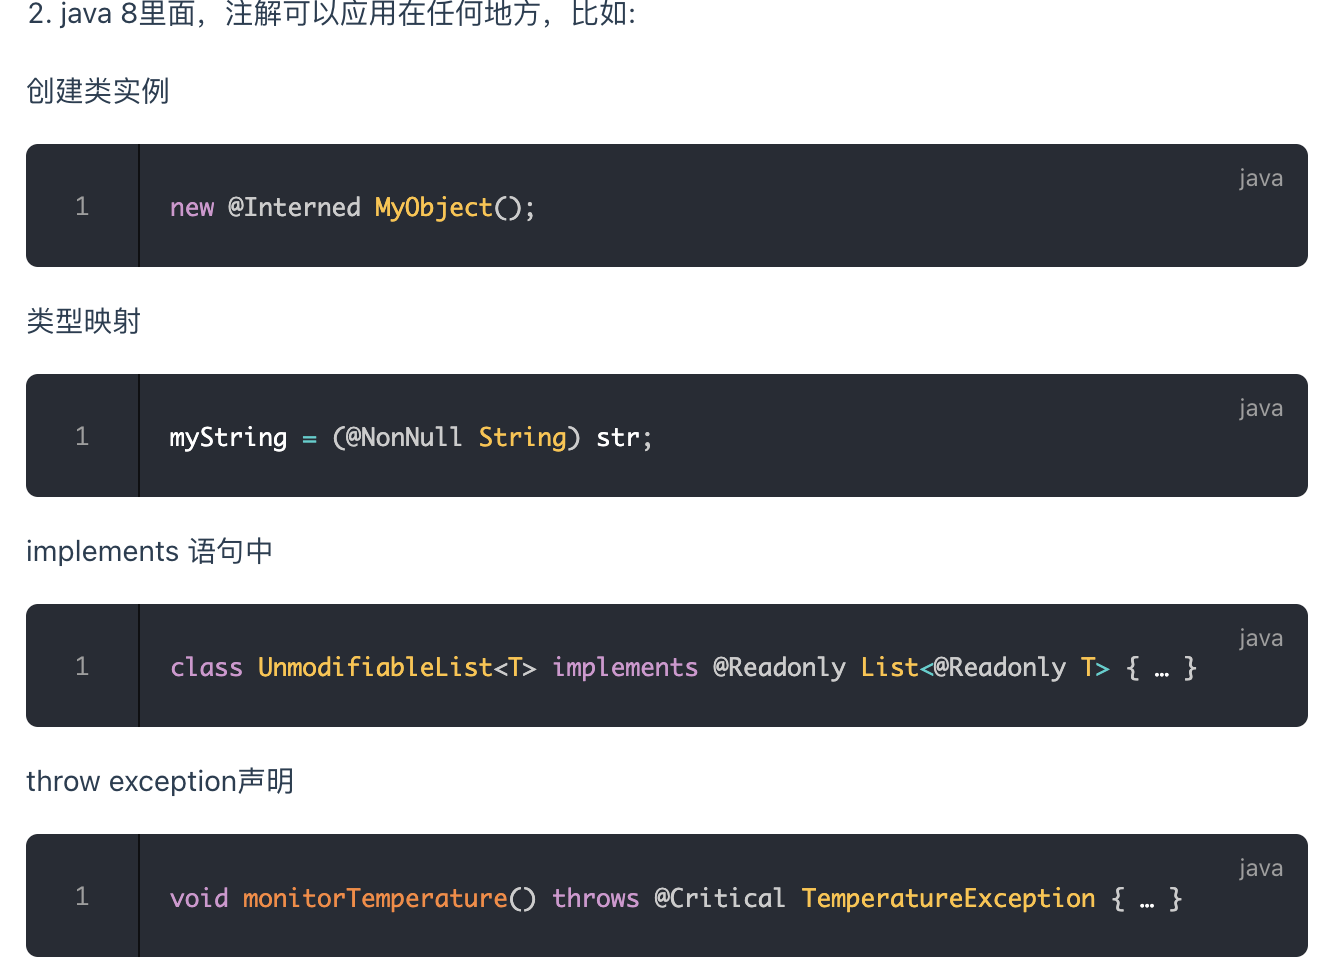 2. java 8里面，注解可以应用在任何地方，比如:
创建类实例
java
1 new @Interned MyObject();
类型映射
java
1 myString = (@NonNull String) str;
implements 语句中
java
1 class UnmodifiableList<T> implements @Readonly List<@Readonly T> { … }
throw exception声明
java
1 void monitorTemperature() throws @Critical TemperatureException { … }